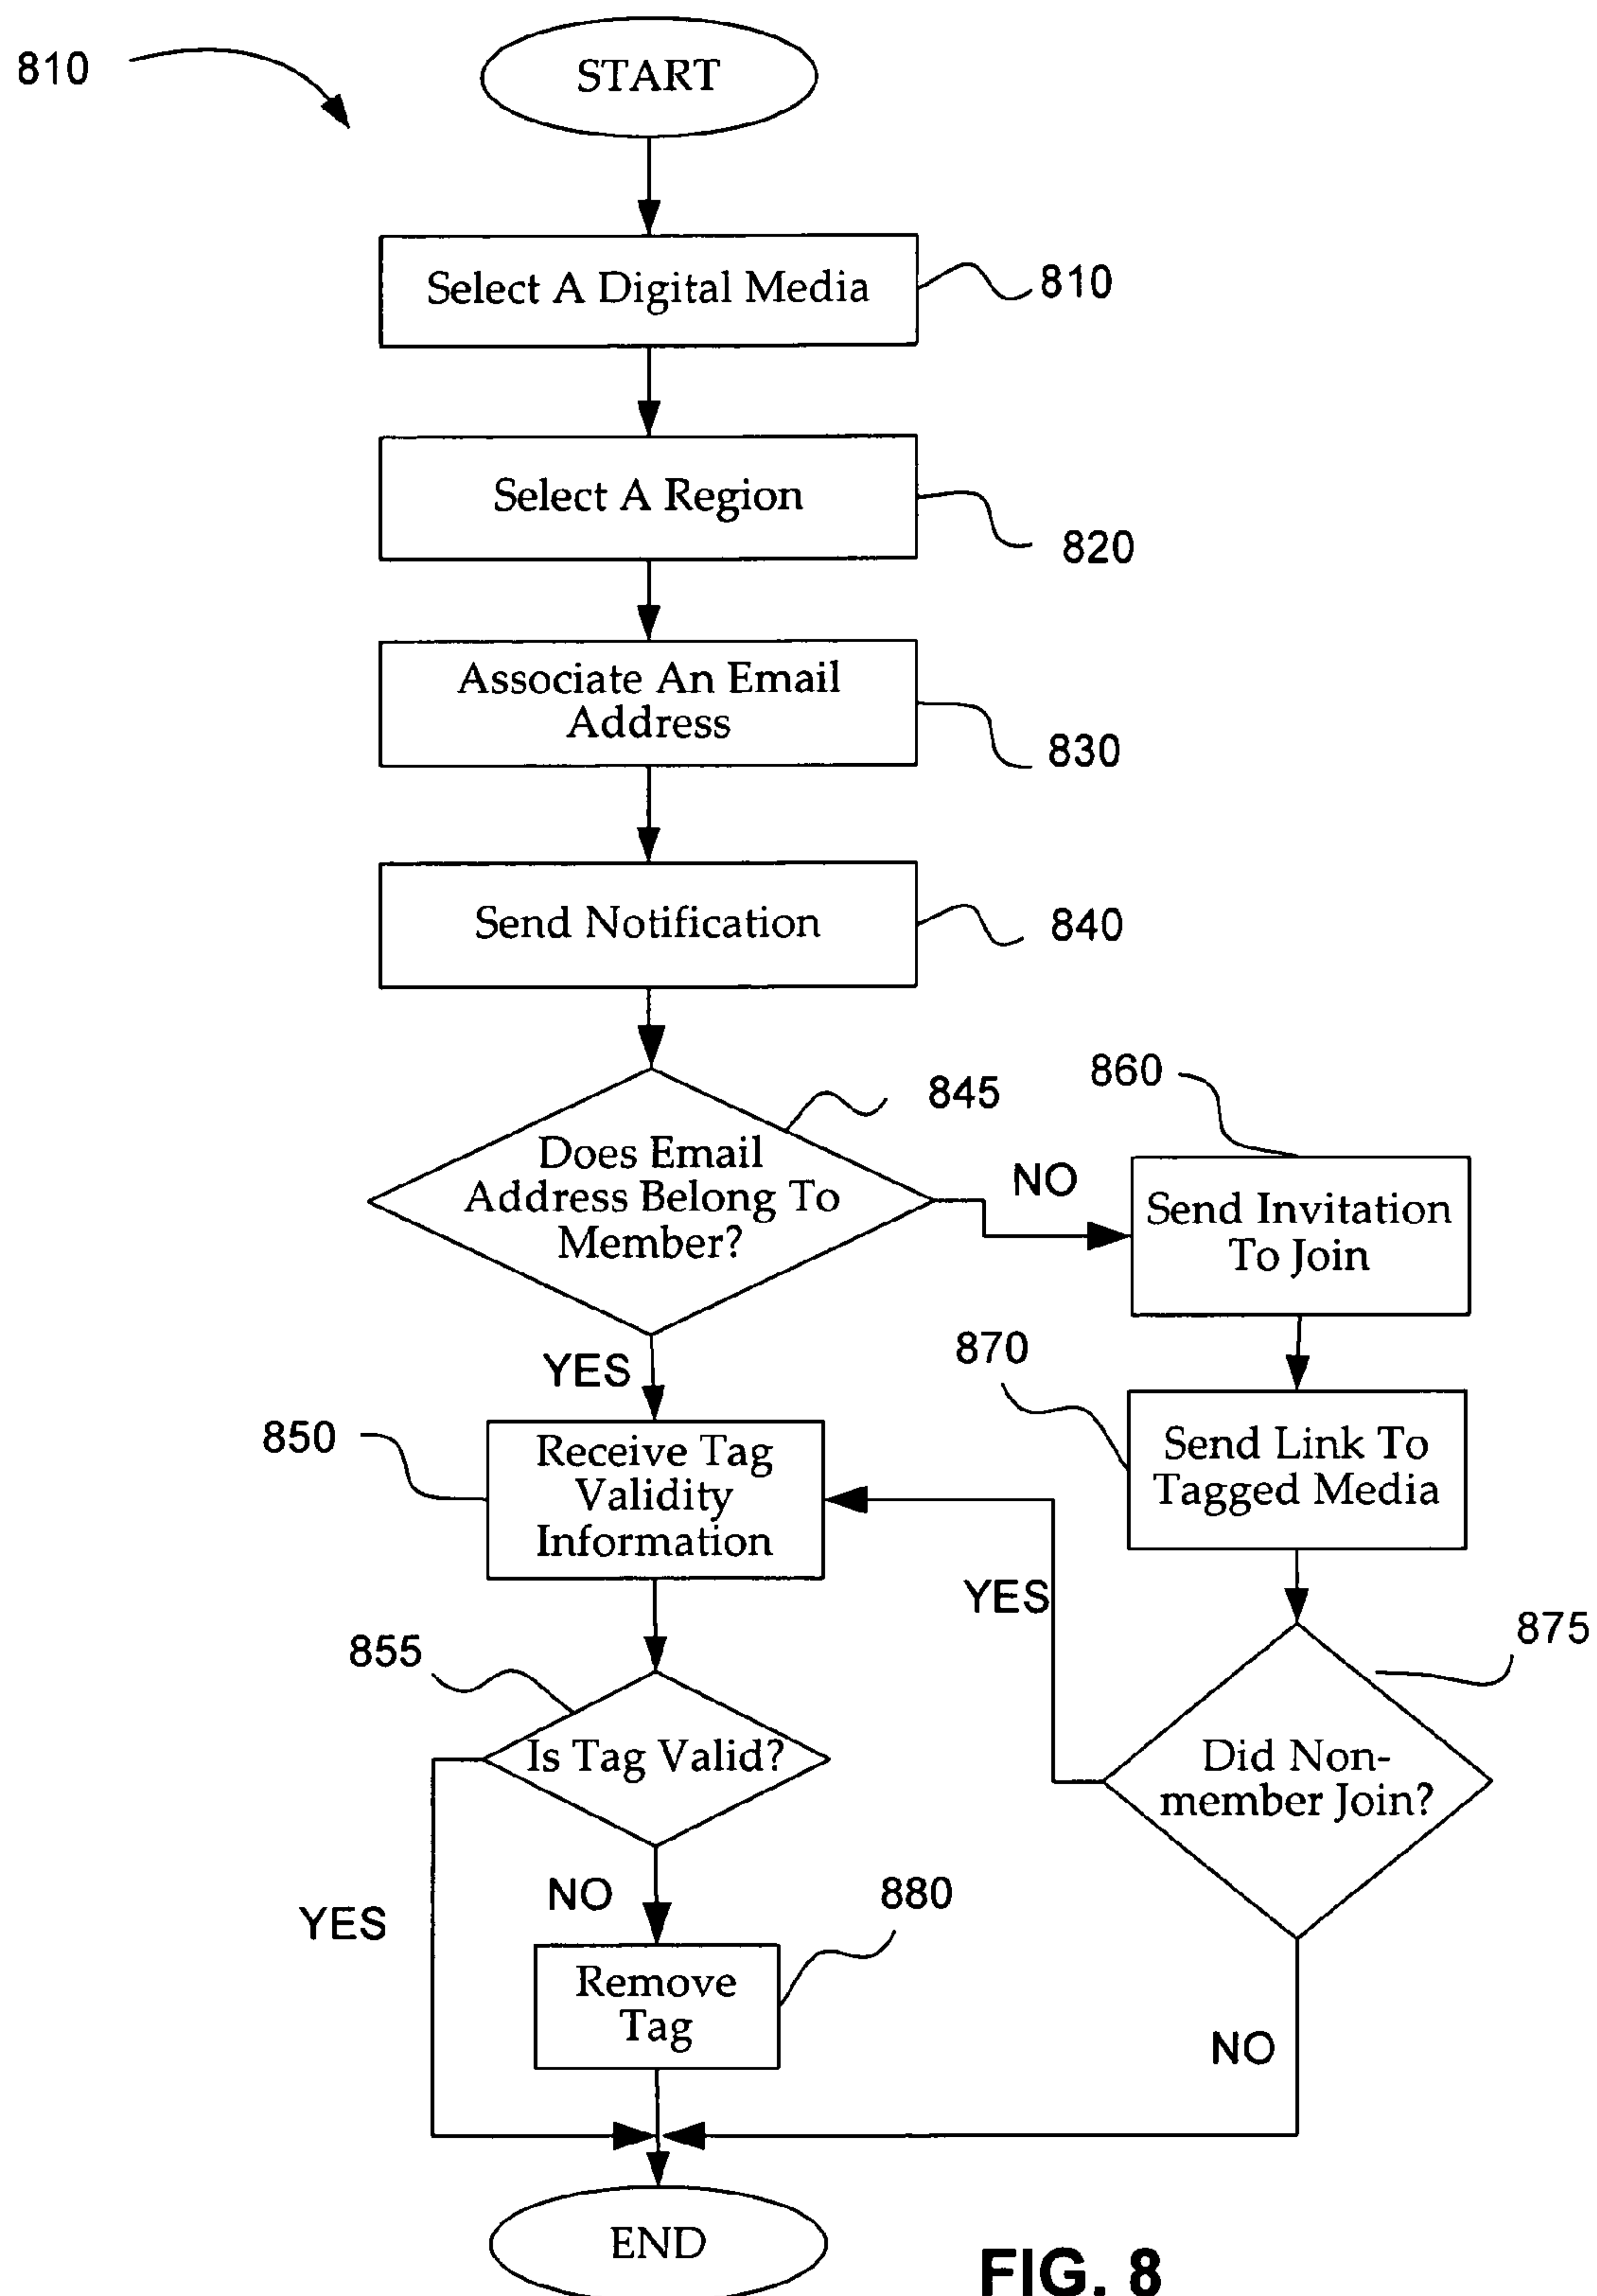 810
START
Select A Digital Media
810
Select A Region
820
Associate An Email
Address
830
Send Notification
840
845
Does Email
Address Belong To
Member?
NO
860
Send Invitation
To Join
YES
870
Send Link To
Tagged Media
850
Receive Tag
Validity
Information
YES
875
Did Non-
member Join?
855
Is Tag Valid?
YES
NO
880
Remove
Tag
NO
END
FIG. 8